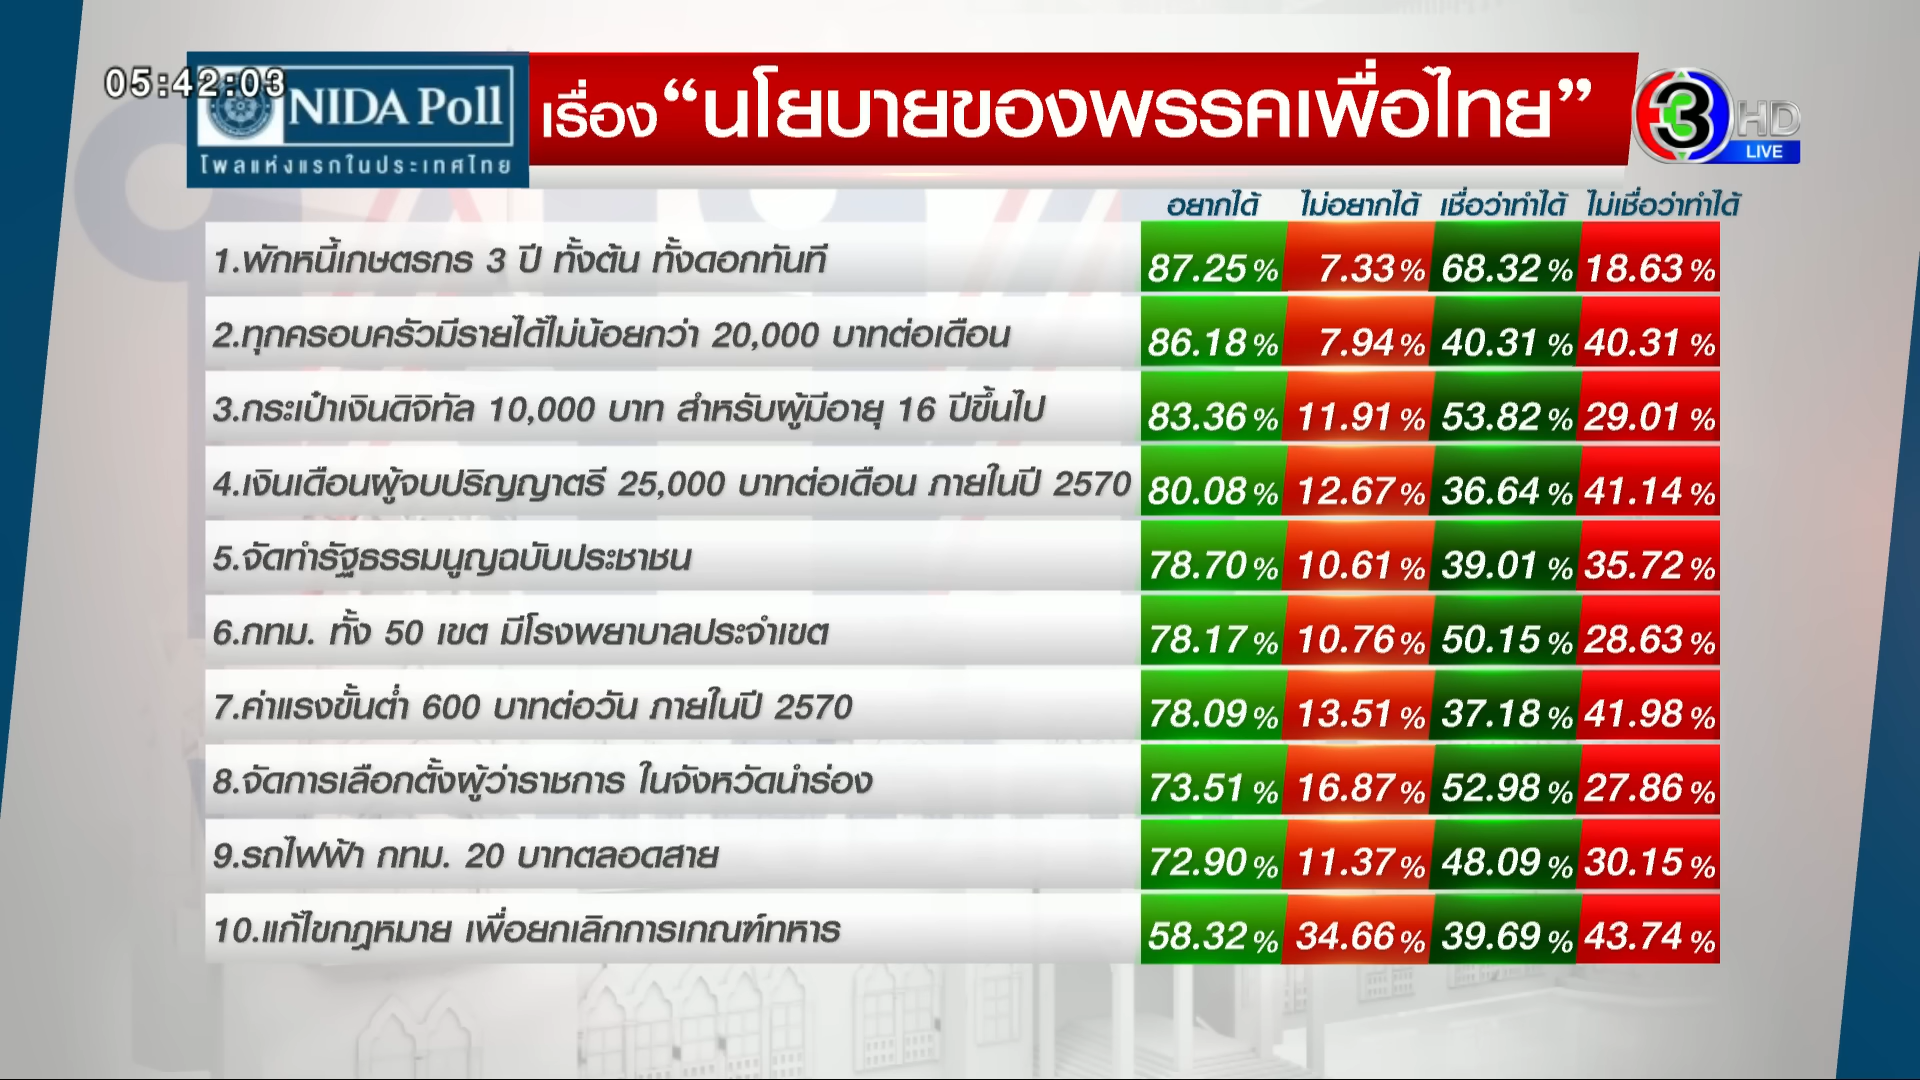 05:42:03
NIDA Poll
โพลแห่งแรกในประเทศไทย
เรื่อง “นโยบายของพรรคเพื่อไทย”
3 HD
LIVE
อยากได้ ไม่อยากได้ เชื่อว่าทำได้ ไม่เชื่อว่าทำได้
1.พักหนี้เกษตรกร 3 ปี ทั้งต้น ทั้งดอกทันที 87.25 % 7.33 % 68.32 % 18.63 %
2.ทุกครอบครัวมีรายได้ไม่น้อยกว่า 20,000 บาทต่อเดือน 86.18 % 7.94 % 40.31 % 40.31 %
3.กระเป๋าเงินดิจิทัล 10,000 บาท สำหรับผู้มีอายุ 16 ปีขึ้นไป 83.36 % 11.91 % 53.82 % 29.01 %
4.เงินเดือนผู้จบปริญญาตรี 25,000 บาทต่อเดือน ภายในปี 2570 80.08 % 12.67 % 36.64 % 41.14 %
5.จัดทำรัฐธรรมนูญฉบับประชาชน 78.70 % 10.61 % 39.01 % 35.72 %
6.กทม. ทั้ง 50 เขต มีโรงพยาบาลประจำเขต 78.17 % 10.76 % 50.15 % 28.63 %
7.ค่าแรงขั้นต่ำ 600 บาทต่อวัน ภายในปี 2570 78.09 % 13.51 % 37.18 % 41.98 %
8.จัดการเลือกตั้งผู้ว่าราชการ ในจังหวัดนำร่อง 73.51 % 16.87 % 52.98 % 27.86 %
9.รถไฟฟ้า กทม. 20 บาทตลอดสาย 72.90 % 11.37 % 48.09 % 30.15 %
10.แก้ไขกฎหมาย เพื่อยกเลิกการเกณฑ์ทหาร 58.32 % 34.66 % 39.69 % 43.74 %